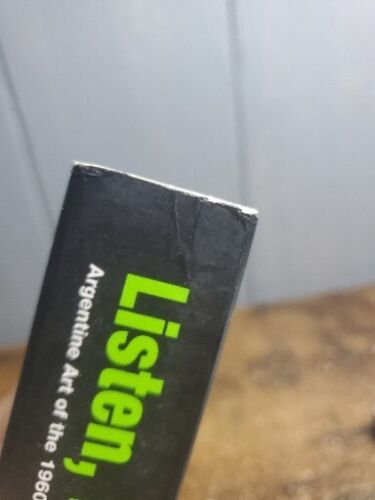 Listen,
Argentine Art of the 1960